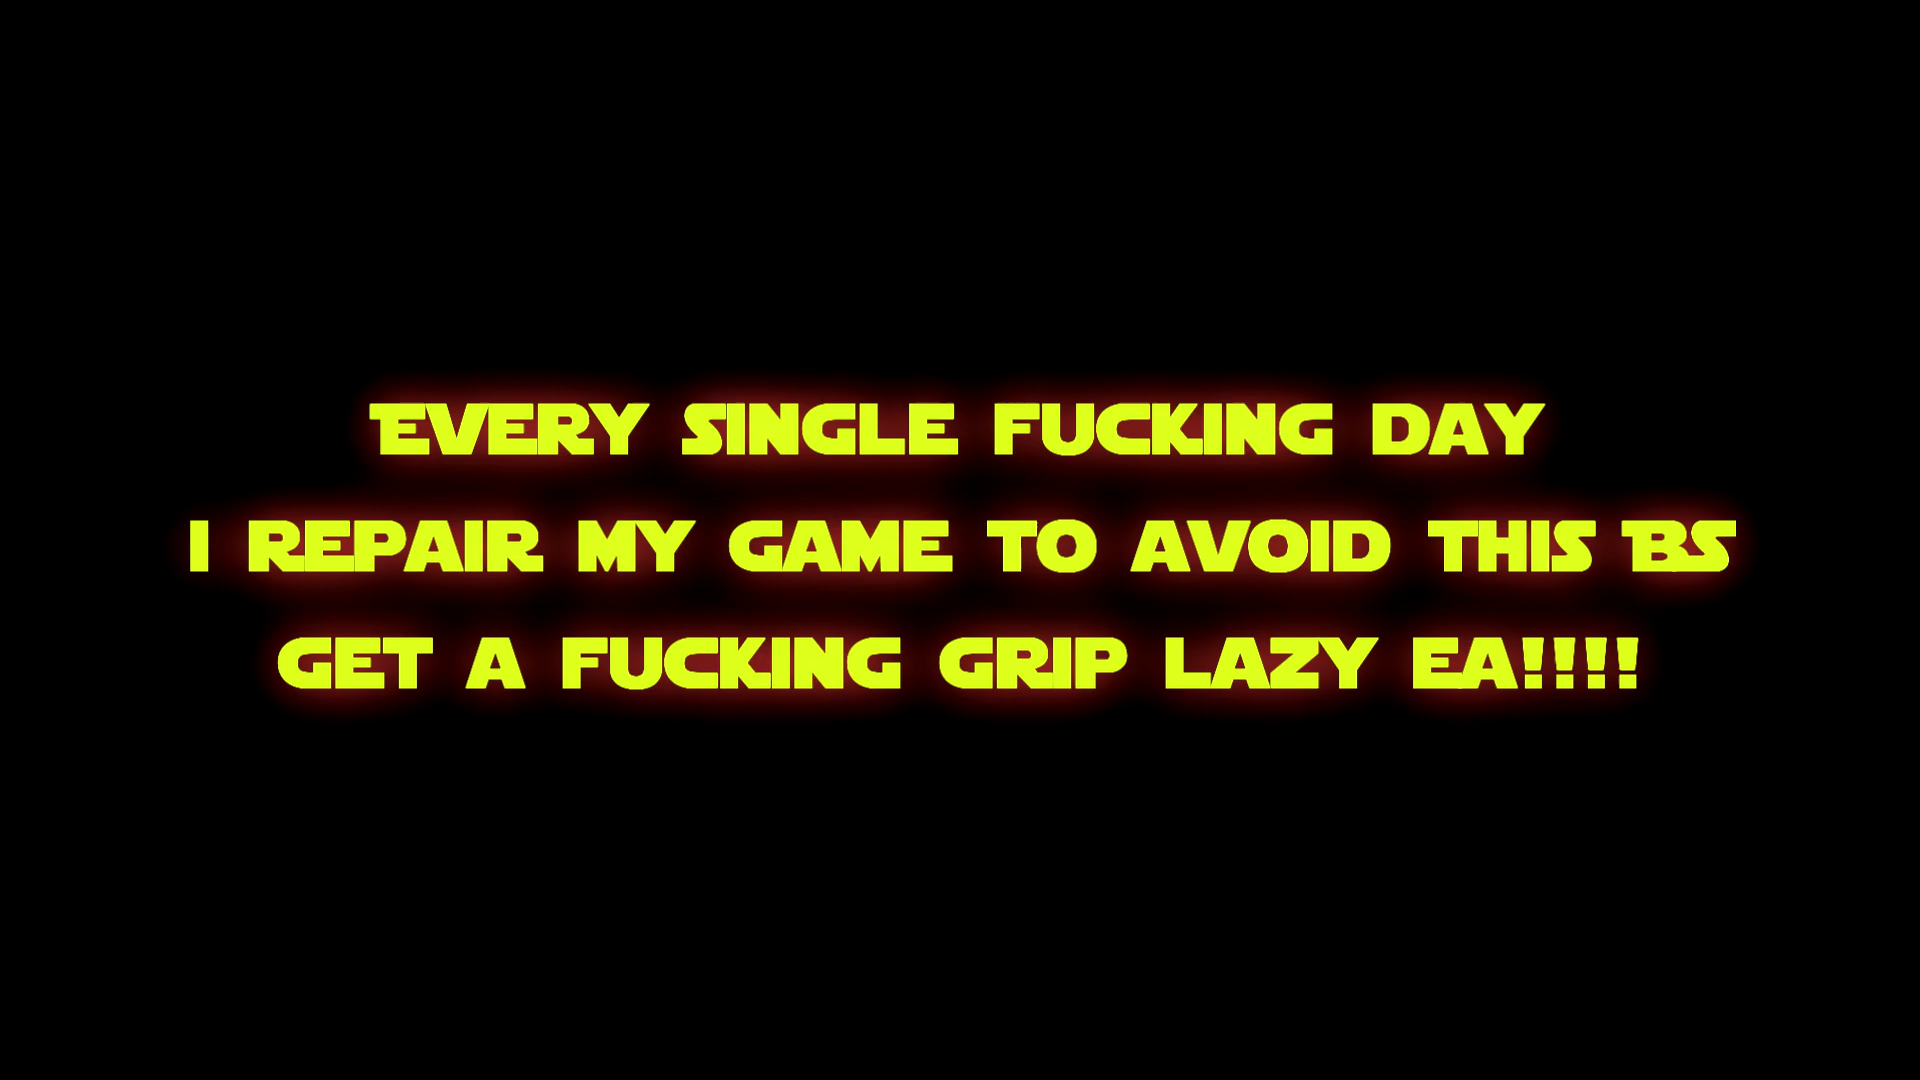 Every Single fucking day
I repair my game to avoid this BS
get a fucking grip lazy EA!!!!